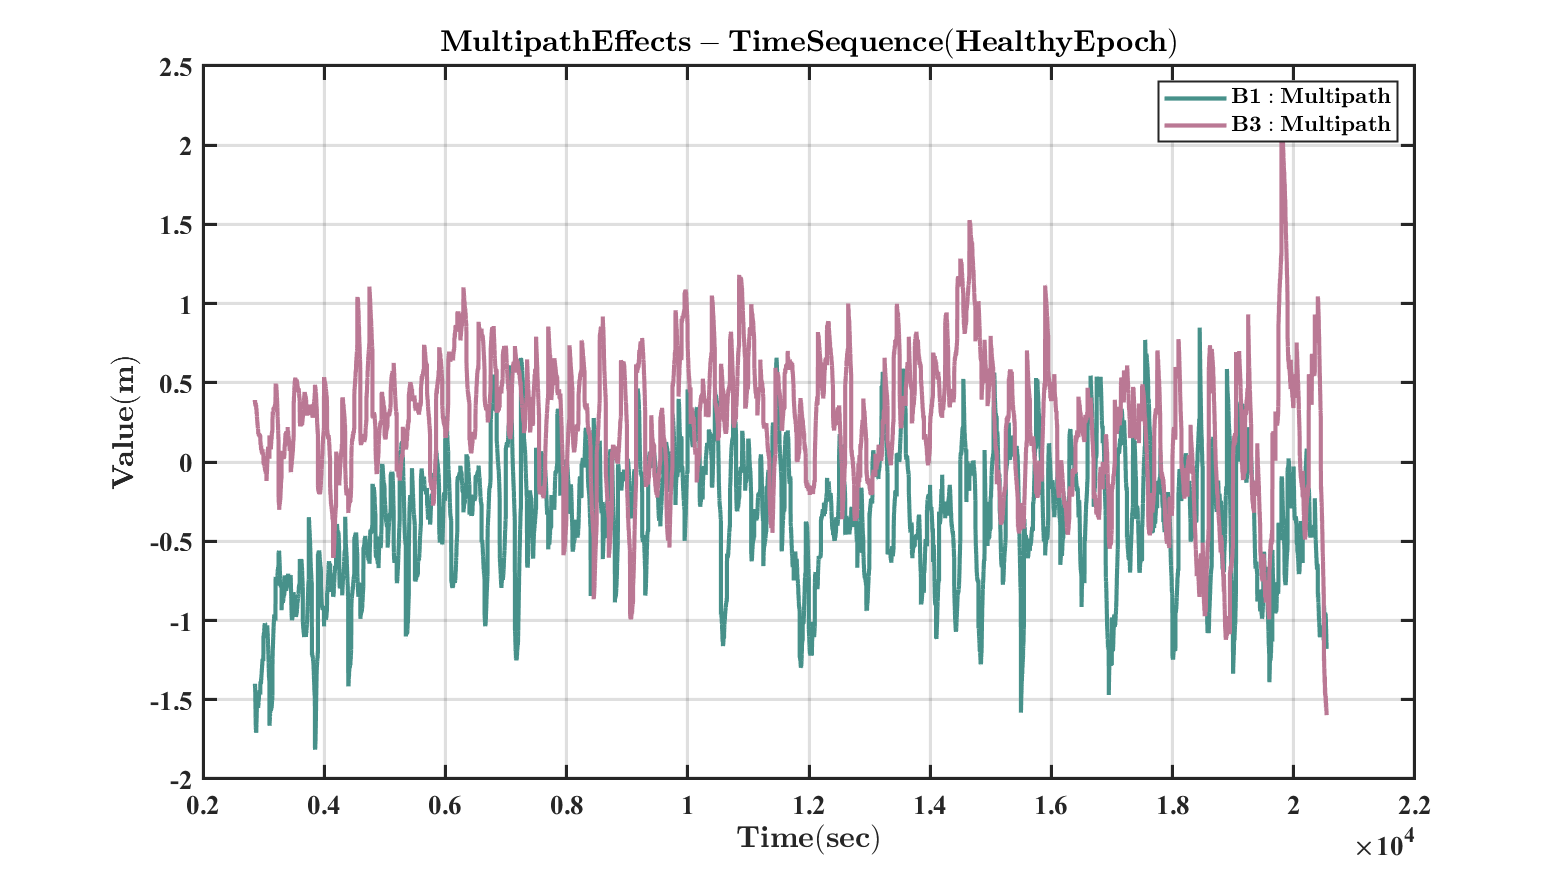 MultipathEffects – TimeSequence(HealthyEpoch)
B1 : Multipath
B3 : Multipath
Value(m)
2.5
2
1.5
1
0.5
0
-0.5
-1
-1.5
-2
0.2 0.4 0.6 0.8 1 1.2 1.4 1.6 1.8 2 2.2
Time(sec)
×10⁴